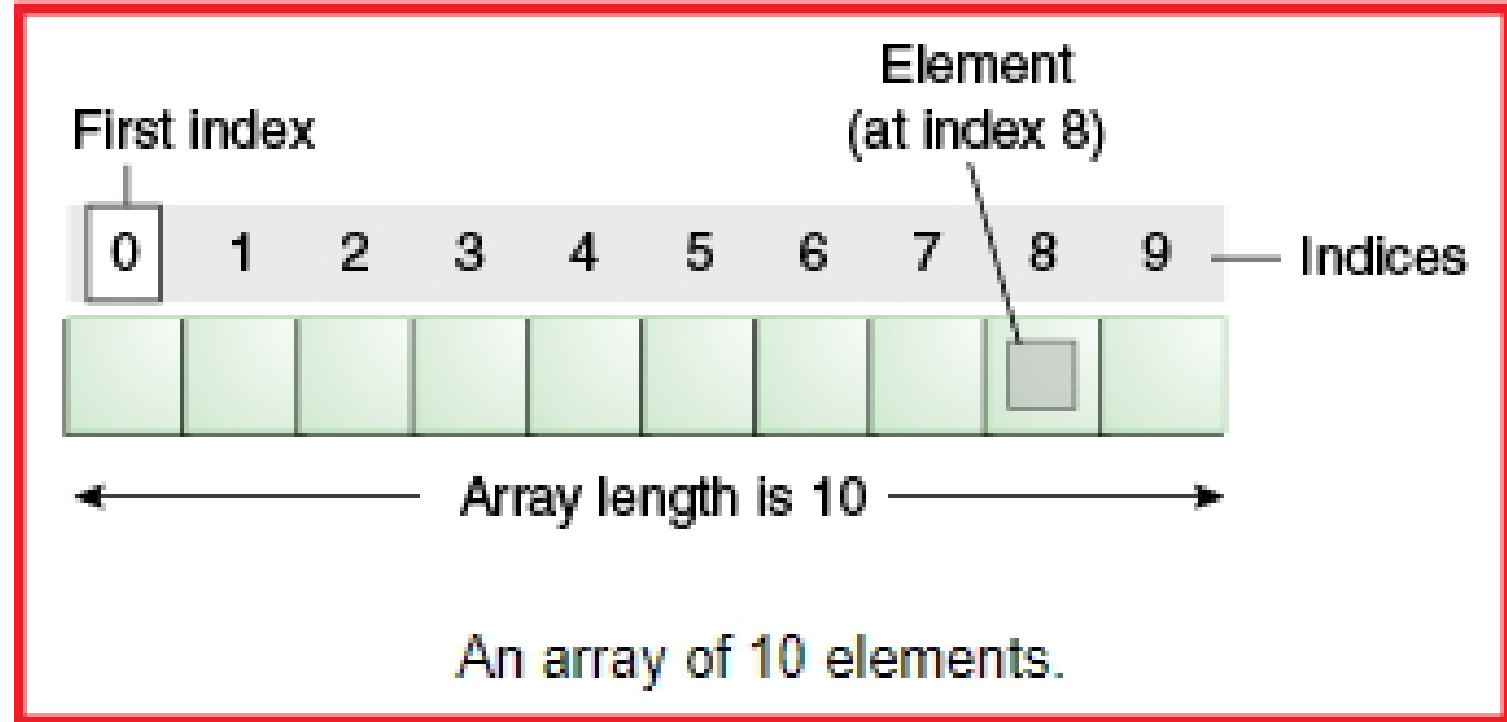 Element
First index
(at index 8)
0 1 2 3 4 5 6 7 8 9
Indices
Array length is 10
An array of 10 elements.